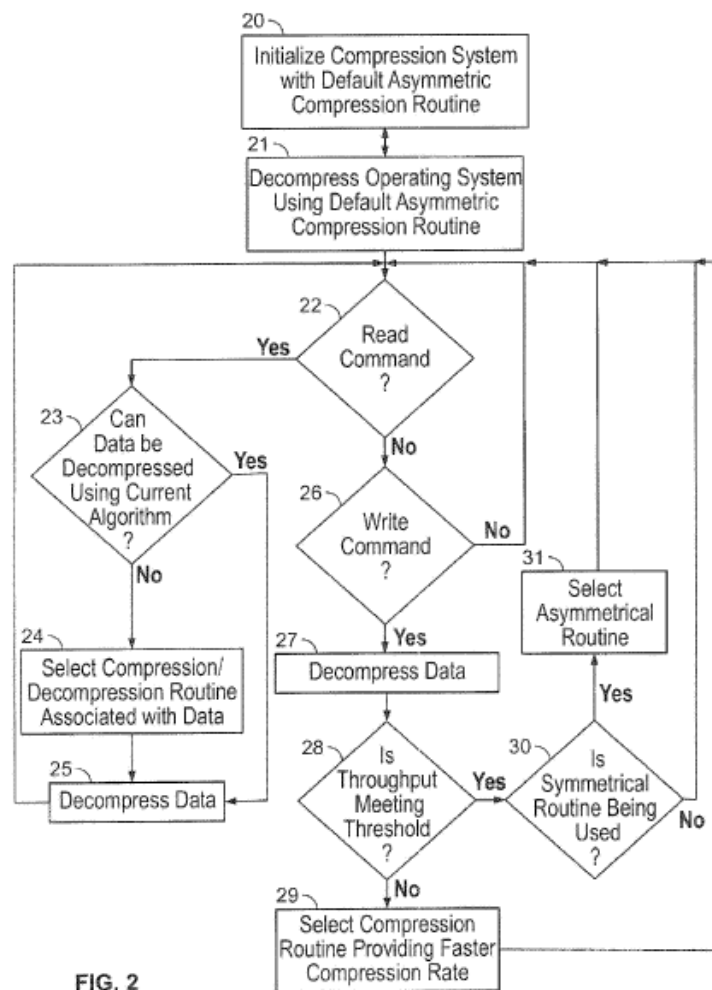 20
Initialize Compression System
with Default Asymmetric
Compression Routine
21
Decompress Operating System
Using Default Asymmetric
Compression Routine
22
Read
Command
?
Yes
No
23
Can
Data be
Decompressed
Using Current
Algorithm
?
Yes
No
24
Select Compression/
Decompression Routine
Associated with Data
25
Decompress Data
26
Write
Command
?
No
Yes
27
Decompress Data
28
Is
Throughput
Meeting
Threshold
?
Yes
No
29
Select Compression
Routine Providing Faster
Compression Rate
30
Is
Symmetrical
Routine Being
Used
?
Yes
No
31
Select
Asymmetrical
Routine
FIG. 2